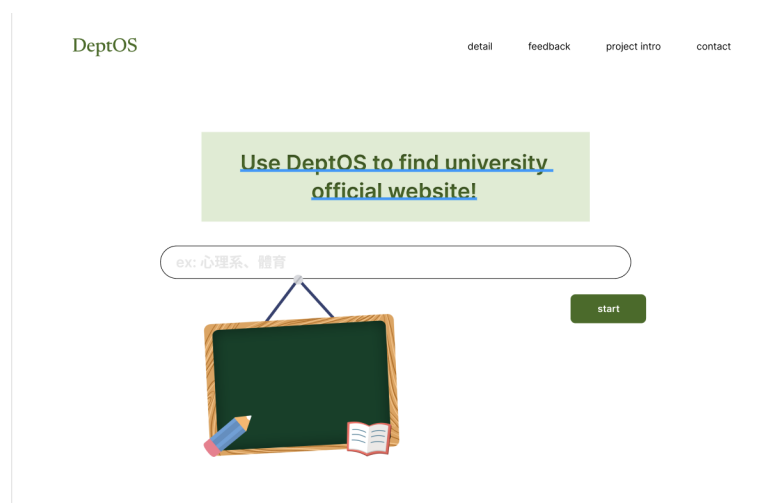 DeptOS
detail
feedback
project intro
contact
Use DeptOS to find university
official website!
ex: 心理系、體育
start